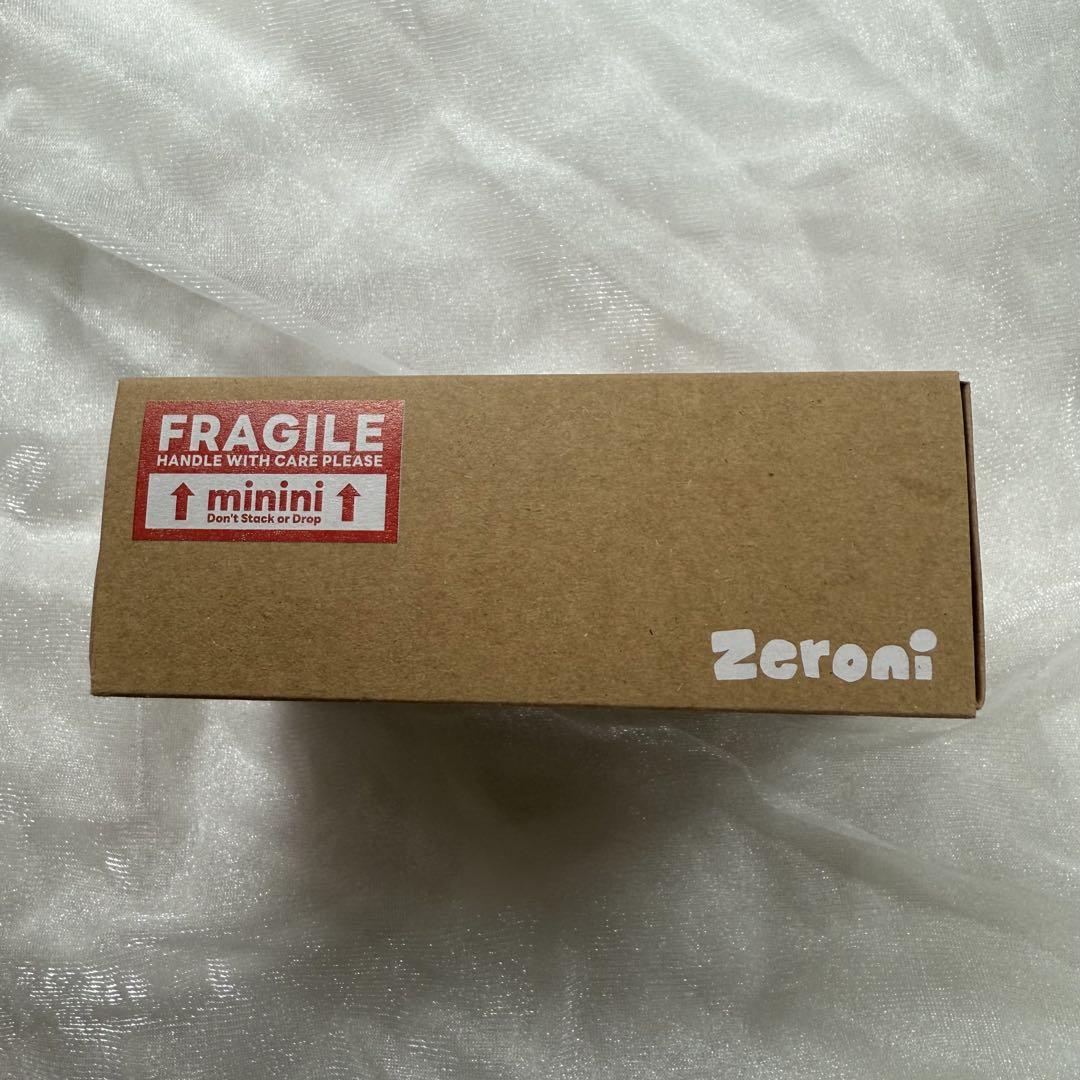 FRAGILE
HANDLE WITH CARE PLEASE
minini
Don't Stack or Drop
Zeroni